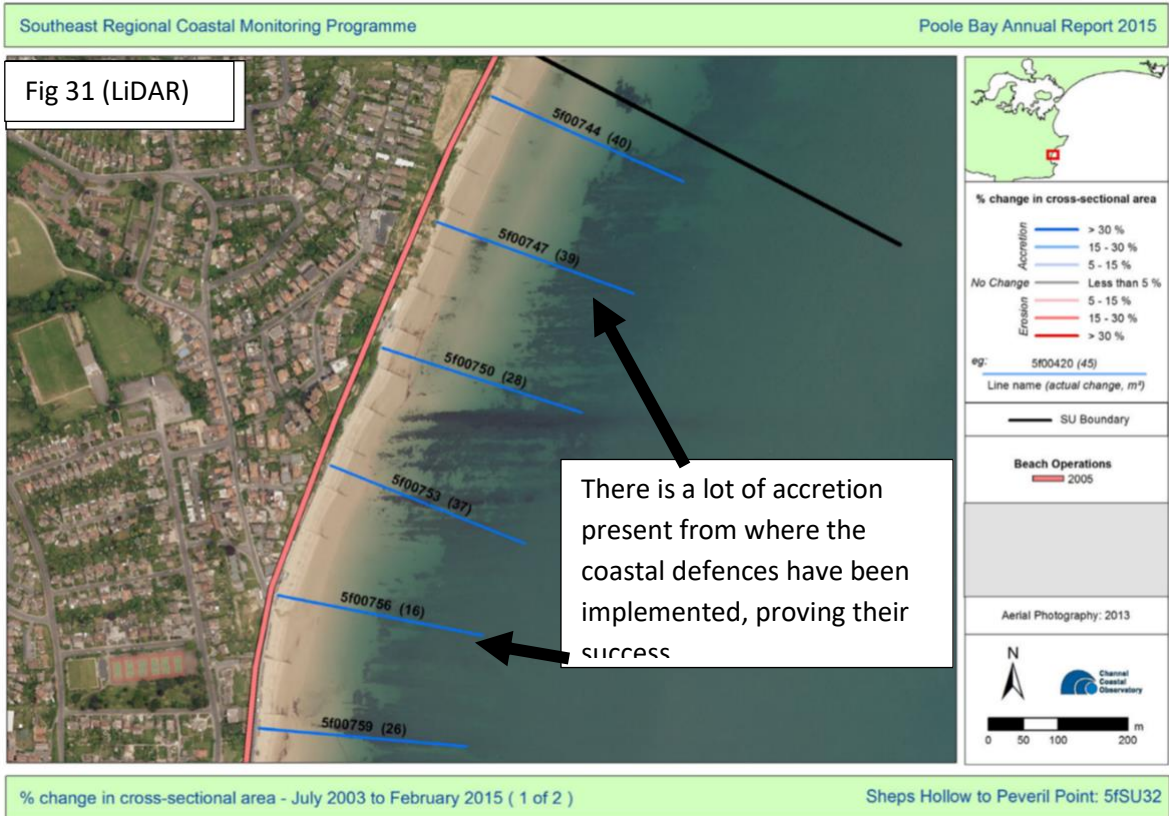 Southeast Regional Coastal Monitoring Programme
Poole Bay Annual Report 2015
Fig 31 (LiDAR)
5f00744 (40)
5f00747 (39)
5f00750 (28)
5f00753 (37)
5f00756 (16)
5f00759 (26)
There is a lot of accretion
present from where the
coastal defences have been
implemented, proving their
success
% change in cross-sectional area
Accretion
> 30 %
15 - 30 %
5 - 15 %
No Change
Less than 5 %
Erosion
5 - 15 %
15 - 30 %
> 30 %
eg:
5f00420 (45)
Line name (actual change, m²)
SU Boundary
Beach Operations
2005
Aerial Photography: 2013
N
Channel
Coastal
Observatory
m
0 50 100 200
% change in cross-sectional area - July 2003 to February 2015 ( 1 of 2 )
Sheps Hollow to Peveril Point: 5fSU32